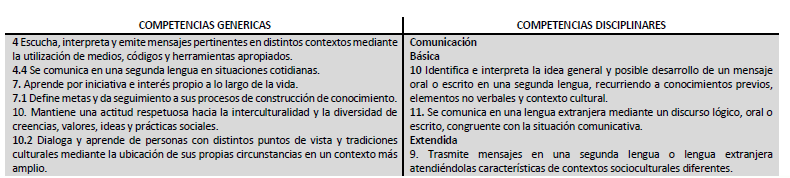 COMPETENCIAS GENERICAS
4 Escucha, interpreta y emite mensajes pertinentes en distintos contextos mediante
la utilización de medios, códigos y herramientas apropiados.
4.4 Se comunica en una segunda lengua en situaciones cotidianas.
7. Aprende por iniciativa e interés propio a lo largo de la vida.
7.1 Define metas y da seguimiento a sus procesos de construcción de conocimiento.
10. Mantiene una actitud respetuosa hacia la interculturalidad y la diversidad de
creencias, valores, ideas y prácticas sociales.
10.2 Dialoga y aprende de personas con distintos puntos de vista y tradiciones
culturales mediante la ubicación de sus propias circunstancias en un contexto más
amplio.
COMPETENCIAS DISCIPLINARES
Comunicación
Básica
10 Identifica e interpreta la idea general y posible desarrollo de un mensaje
oral o escrito en una segunda lengua, recurriendo a conocimientos previos,
elementos no verbales y contexto cultural.
11. Se comunica en una lengua extranjera mediante un discurso lógico, oral o
escrito, congruente con la situación comunicativa.
Extendida
9. Trasmite mensajes en una segunda lengua o lengua extranjera
atendiéndolas características de contextos socioculturales diferentes.